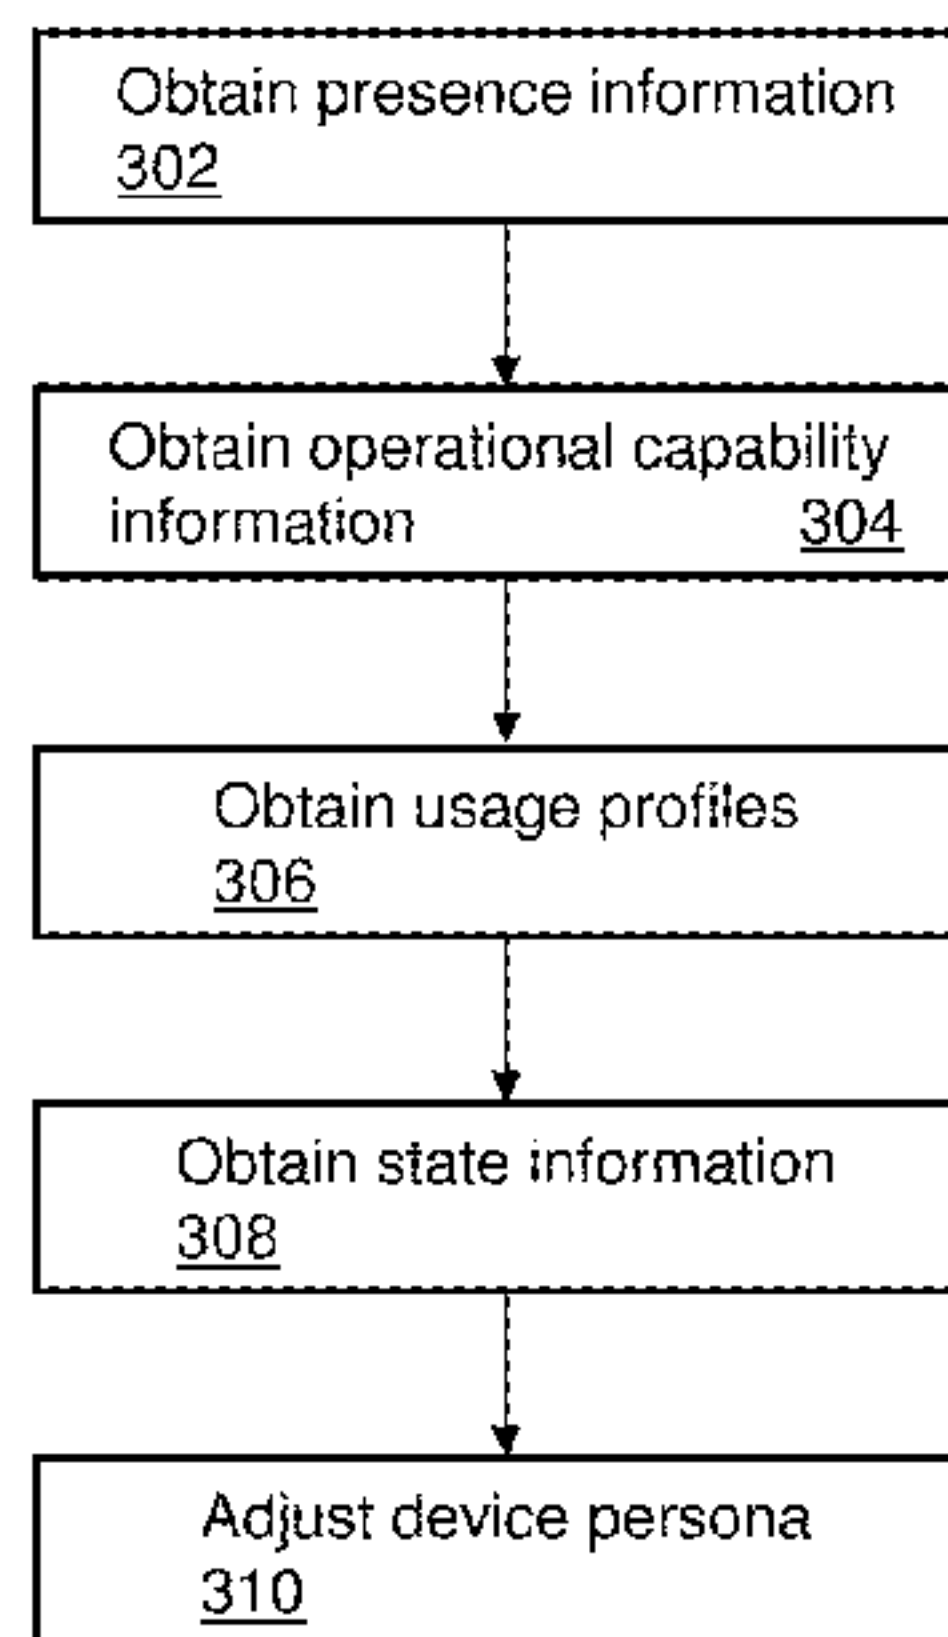 Obtain presence information
302
Obtain operational capability
information 304
Obtain usage profiles
306
Obtain state information
308
Adjust device persona
310